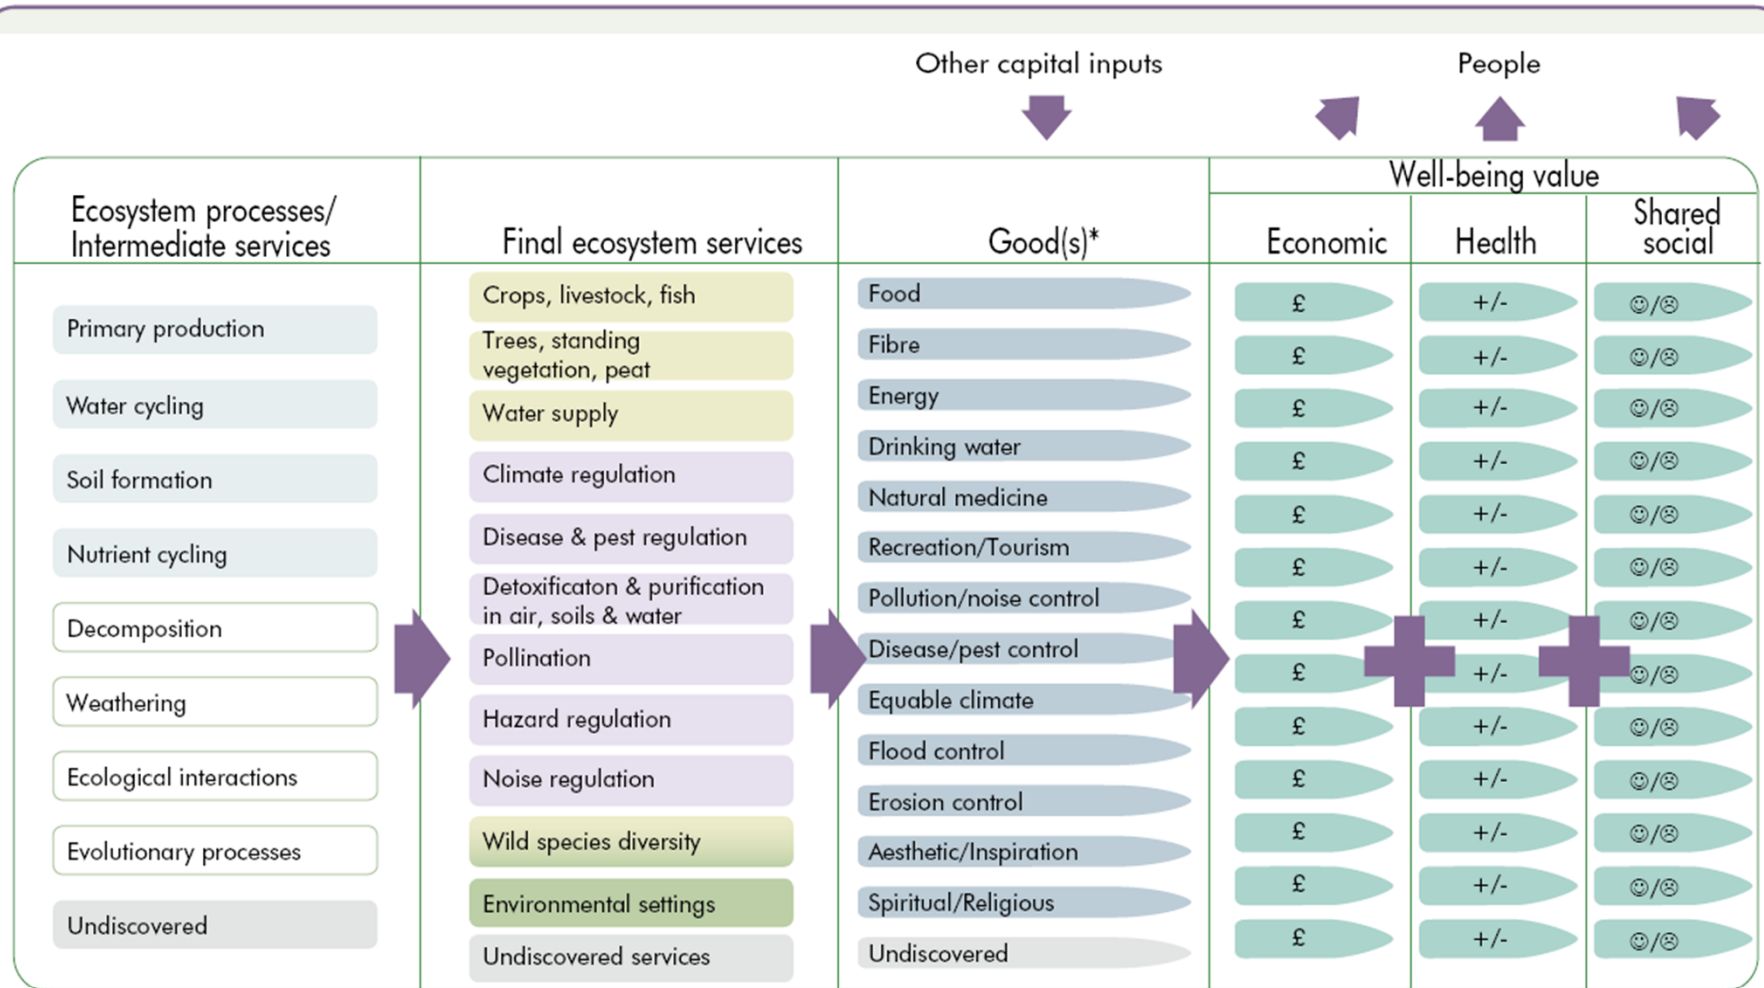 Other capital inputs
People
Well-being value
Ecosystem processes/
Intermediate services
Final ecosystem services
Good(s)*
Economic
Health
Shared
social
Primary production
Water cycling
Soil formation
Nutrient cycling
Decomposition
Weathering
Ecological interactions
Evolutionary processes
Undiscovered
Crops, livestock, fish
Trees, standing
vegetation, peat
Water supply
Climate regulation
Disease & pest regulation
Detoxificaton & purification
in air, soils & water
Pollination
Hazard regulation
Noise regulation
Wild species diversity
Environmental settings
Undiscovered services
Food
Fibre
Energy
Drinking water
Natural medicine
Recreation/Tourism
Pollution/noise control
Disease/pest control
Equable climate
Flood control
Erosion control
Aesthetic/Inspiration
Spiritual/Religious
Undiscovered
£ +/- ☺/☹
£ +/- ☺/☹
£ +/- ☺/☹
£ +/- ☺/☹
£ +/- ☺/☹
£ +/- ☺/☹
£ +/- ☺/☹
£ +/- ☺/☹
£ +/- ☺/☹
£ +/- ☺/☹
£ +/- ☺/☹
£ +/- ☺/☹
£ +/- ☺/☹